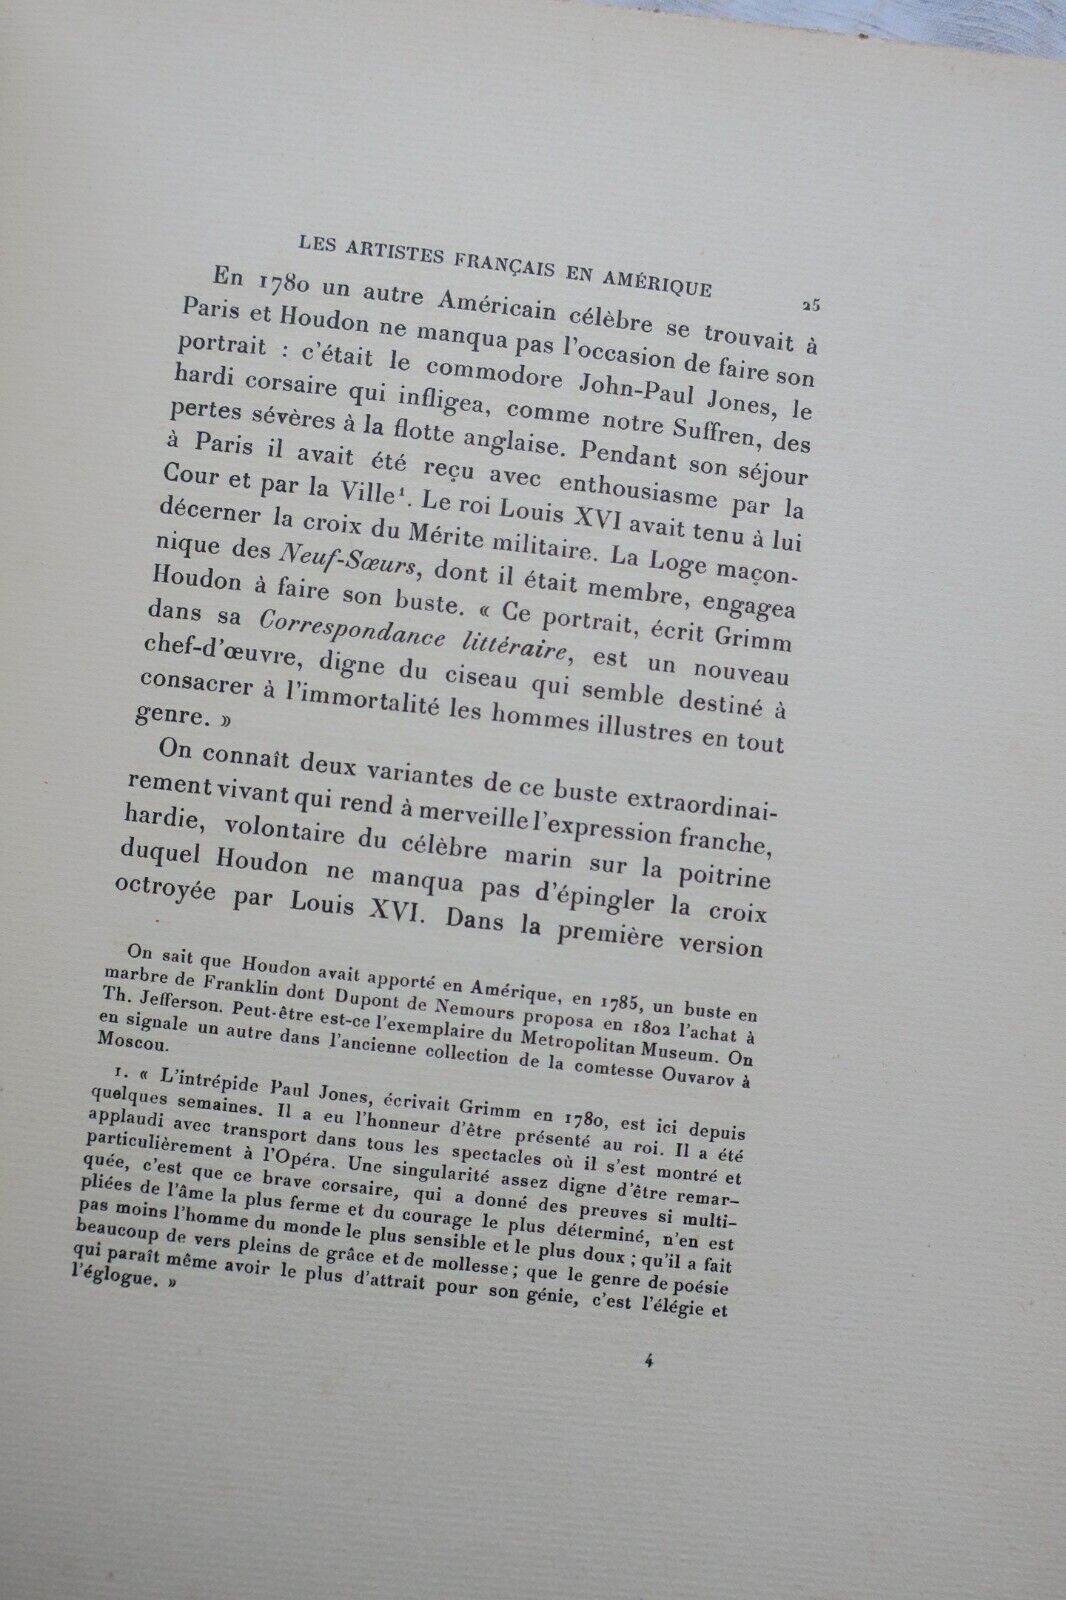 LES ARTISTES FRANÇAIS EN AMÉRIQUE 25
En 1780 un autre Américain célèbre se trouvait à
Paris et Houdon ne manqua pas l'occasion de faire son
portrait : c'était le commodore John-Paul Jones, le
hardi corsaire qui infligea, comme notre Suffren, des
pertes sévères à la flotte anglaise. Pendant son séjour
à Paris il avait été reçu avec enthousiasme par la
Cour et par la Ville¹. Le roi Louis XVI avait tenu à lui
décerner la croix du Mérite militaire. La Loge maçon-
nique des Neuf-Sœurs, dont il était membre, engagea
Houdon à faire son buste. « Ce portrait, écrit Grimm
dans sa Correspondance littéraire, est un nouveau
chef-d'œuvre, digne du ciseau qui semble destiné à
consacrer à l'immortalité les hommes illustres en tout
genre. »
On connaît deux variantes de ce buste extraordinai-
rement vivant qui rend à merveille l'expression franche,
hardie, volontaire du célèbre marin sur la poitrine
duquel Houdon ne manqua pas d'épingler la croix
octroyée par Louis XVI. Dans la première version
On sait que Houdon avait apporté en Amérique, en 1785, un buste en
marbre de Franklin dont Dupont de Nemours proposa en 1802 l'achat à
Th. Jefferson. Peut-être est-ce l'exemplaire du Metropolitan Museum. On
en signale un autre dans l'ancienne collection de la comtesse Ouvarov à
Moscou.
1. « L'intrépide Paul Jones, écrivait Grimm en 1780, est ici depuis
quelques semaines. Il a eu l'honneur d'être présenté au roi. Il a été
applaudi avec transport dans tous les spectacles où il s'est montré et
particulièrement à l'Opéra. Une singularité assez digne d'être remar-
quée, c'est que ce brave corsaire, qui a donné des preuves si multi-
pliées de l'âme la plus ferme et du courage le plus déterminé, n'en est
pas moins l'homme du monde le plus sensible et le plus doux ; qu'il a fait
beaucoup de vers pleins de grâce et de mollesse ; que le genre de poésie
qui paraît même avoir le plus d'attrait pour son génie, c'est l'élégie et
l'églogue. »
4